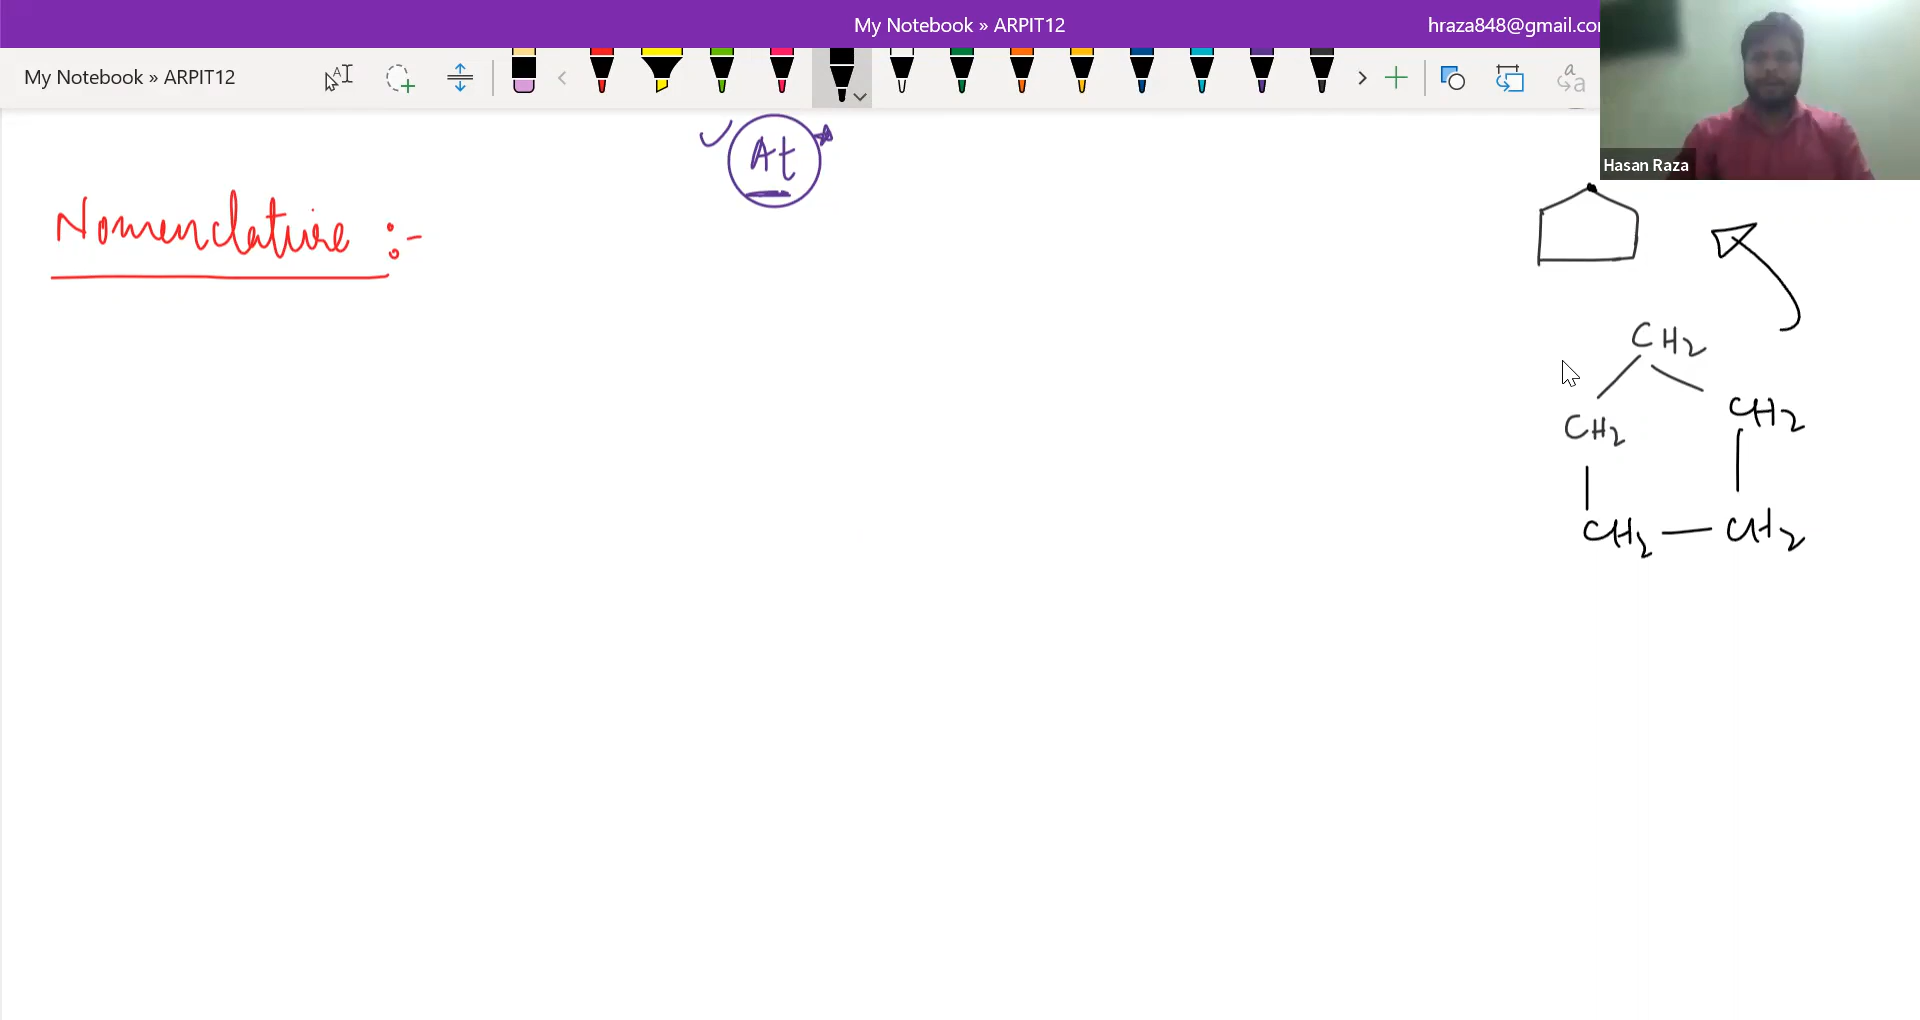 My Notebook » ARPIT12
hraza848@gmail.co
My Notebook » ARPIT12
Hasan Raza
At
Nomenclature :-
CH2
CH2
CH2
CH2 — CH2